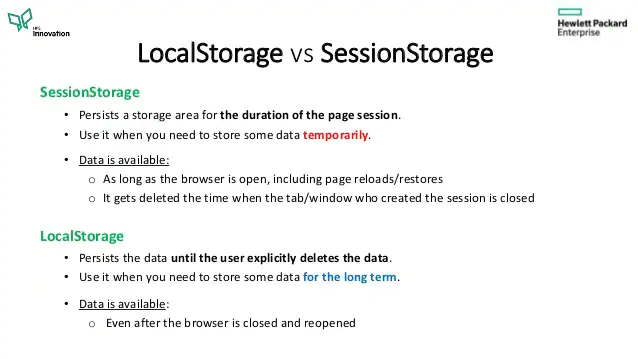 HPE
Innovation
Hewlett Packard
Enterprise
LocalStorage vs SessionStorage
SessionStorage
• Persists a storage area for the duration of the page session.
• Use it when you need to store some data temporarily.
• Data is available:
o As long as the browser is open, including page reloads/restores
o It gets deleted the time when the tab/window who created the session is closed
LocalStorage
• Persists the data until the user explicitly deletes the data.
• Use it when you need to store some data for the long term.
• Data is available:
o Even after the browser is closed and reopened